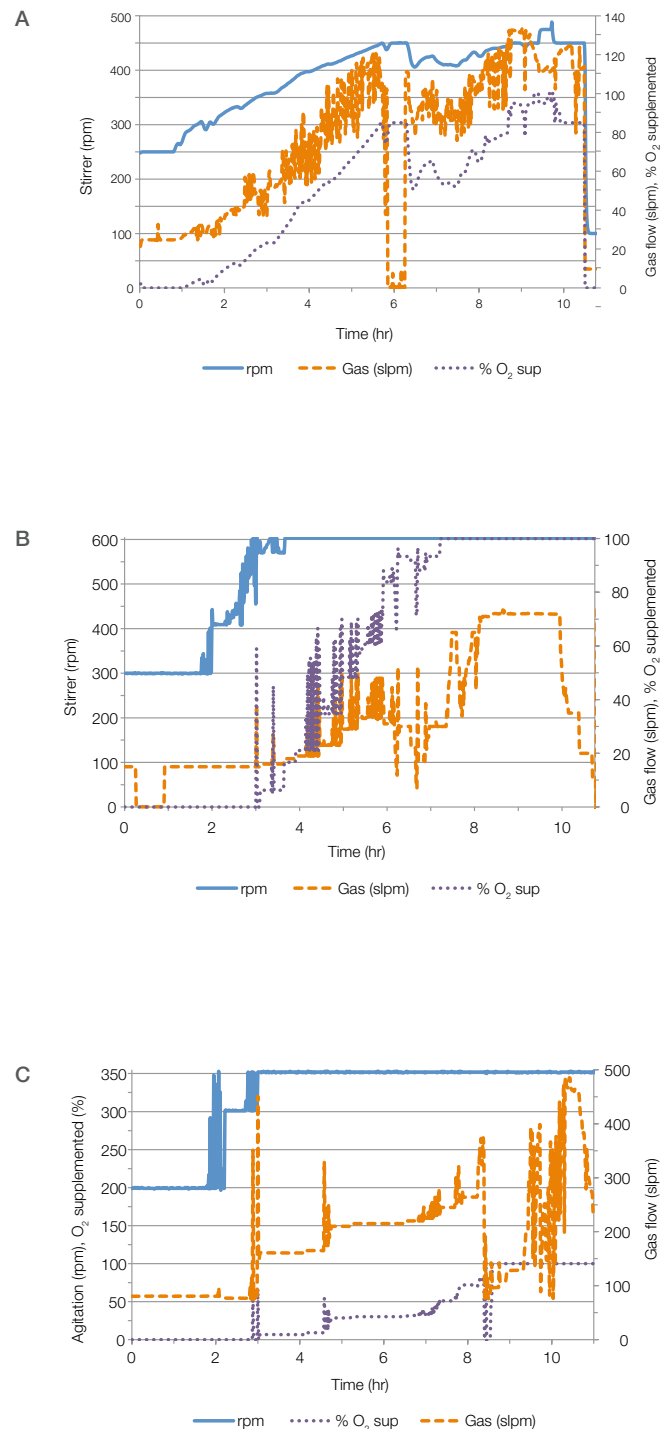 A
500
400
300
200
100
0
Stirrer (rpm)
140
120
100
80
60
40
20
0
Gas flow (slpm), % O2 supplemented
0 2 4 6 8 10
Time (hr)
rpm Gas (slpm) % O2 sup
B
600
500
400
300
200
100
0
Stirrer (rpm)
100
80
60
40
20
0
Gas flow (slpm), % O2 supplemented
0 2 4 6 8 10
Time (hr)
rpm Gas (slpm) % O2 sup
C
350
300
250
200
150
100
50
0
Agitation (rpm), O2 supplemented (%)
500
400
300
200
100
0
Gas flow (slpm)
0 2 4 6 8 10
Time (hr)
rpm % O2 sup Gas (slpm)